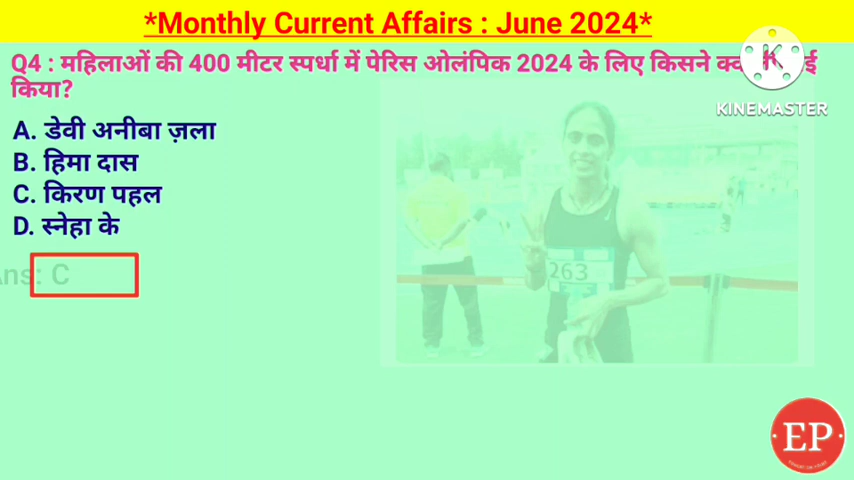 *Monthly Current Affairs : June 2024*
Q4 : महिलाओं की 400 मीटर स्पर्धा में पेरिस ओलंपिक 2024 के लिए किसने
किया?
A. देवी अनीबा ज़ला
B. हिमा दास
C. किरण पहल
D. स्नेहा के
Ans: C
263
KINEMASTER
EP